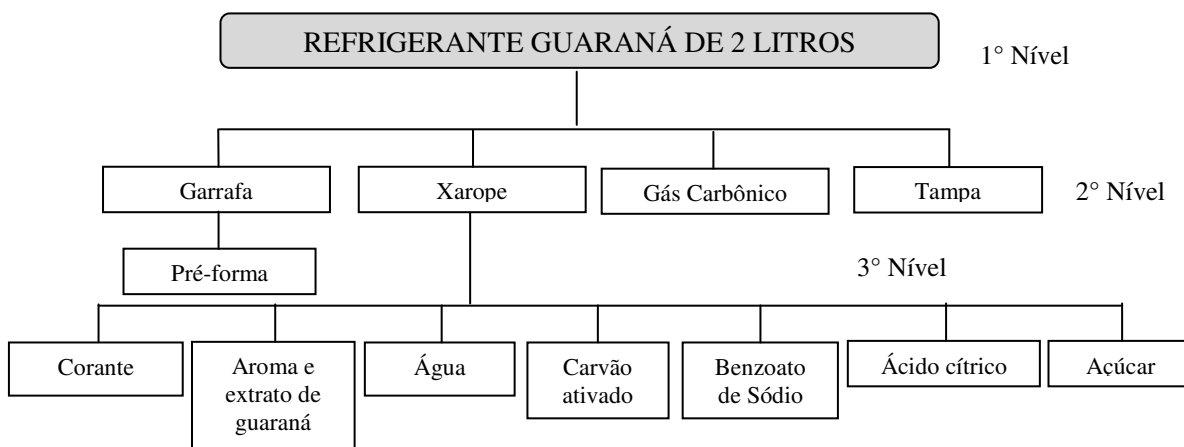 REFRIGERANTE GUARANÁ DE 2 LITROS
1° Nível
Garrafa
Xarope
Gás Carbônico
Tampa
2° Nível
Pré-forma
3° Nível
Corante
Aroma e
extrato de
guaraná
Água
Carvão
ativado
Benzoato
de Sódio
Ácido cítrico
Açúcar